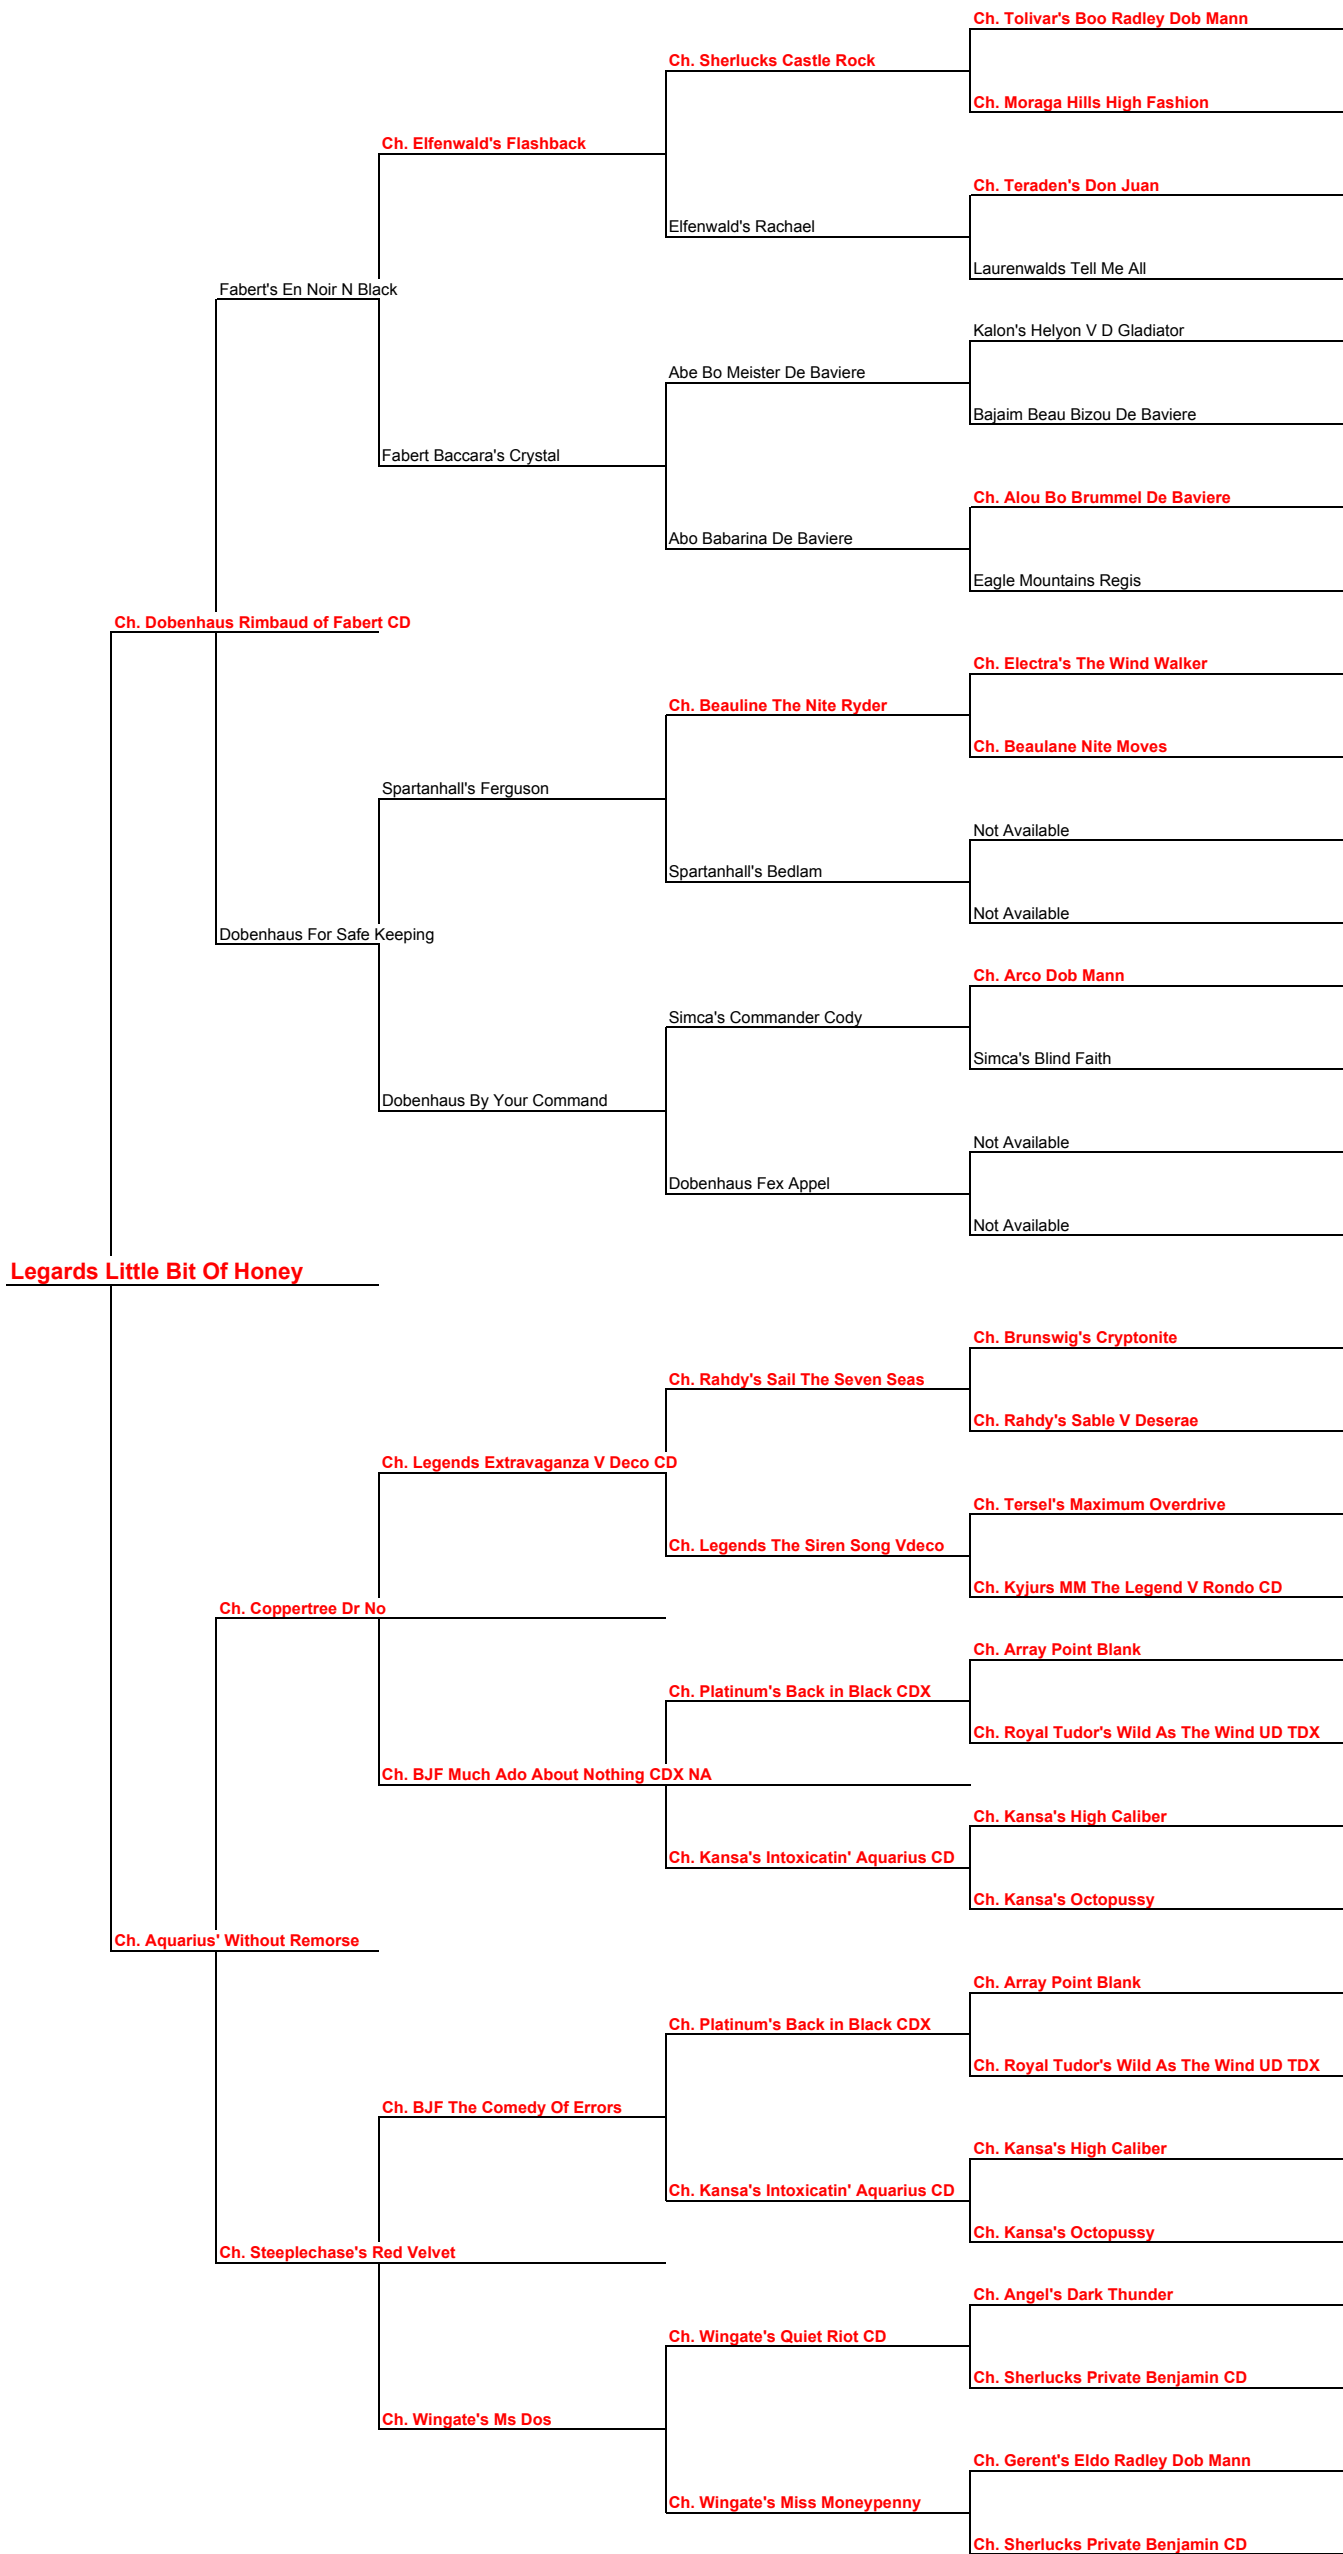 Ch. Tolivar's Boo Radley Dob Mann
Ch. Sherlucks Castle Rock
Ch. Moraga Hills High Fashion
Ch. Elfenwald's Flashback
Ch. Teraden's Don Juan
Elfenwald's Rachael
Laurenwalds Tell Me All
Fabert's En Noir N Black
Kalon's Helyon V D Gladiator
Abe Bo Meister De Baviere
Bajaim Beau Bizou De Baviere
Fabert Baccara's Crystal
Ch. Alou Bo Brummel De Baviere
Abo Babarina De Baviere
Eagle Mountains Regis
Ch. Dobenhaus Rimbaud of Fabert CD
Ch. Electra's The Wind Walker
Ch. Beauline The Nite Ryder
Ch. Beaulane Nite Moves
Spartanhall's Ferguson
Not Available
Spartanhall's Bedlam
Not Available
Dobenhaus For Safe Keeping
Ch. Arco Dob Mann
Simca's Commander Cody
Simca's Blind Faith
Dobenhaus By Your Command
Not Available
Dobenhaus Fex Appel
Not Available
Legards Little Bit Of Honey
Ch. Brunswig's Cryptonite
Ch. Rahdy's Sail The Seven Seas
Ch. Rahdy's Sable V Deserae
Ch. Legends Extravaganza V Deco CD
Ch. Tersel's Maximum Overdrive
Ch. Legends The Siren Song Vdeco
Ch. Kyjurs MM The Legend V Rondo CD
Ch. Coppertree Dr No
Ch. Array Point Blank
Ch. Platinum's Back in Black CDX
Ch. Royal Tudor's Wild As The Wind UD TDX
Ch. BJF Much Ado About Nothing CDX NA
Ch. Kansa's High Caliber
Ch. Kansa's Intoxicatin' Aquarius CD
Ch. Kansa's Octopussy
Ch. Aquarius' Without Remorse
Ch. Array Point Blank
Ch. Platinum's Back in Black CDX
Ch. Royal Tudor's Wild As The Wind UD TDX
Ch. BJF The Comedy Of Errors
Ch. Kansa's High Caliber
Ch. Kansa's Intoxicatin' Aquarius CD
Ch. Kansa's Octopussy
Ch. Steeplechase's Red Velvet
Ch. Angel's Dark Thunder
Ch. Wingate's Quiet Riot CD
Ch. Sherlucks Private Benjamin CD
Ch. Wingate's Ms Dos
Ch. Gerent's Eldo Radley Dob Mann
Ch. Wingate's Miss Moneypenny
Ch. Sherlucks Private Benjamin CD